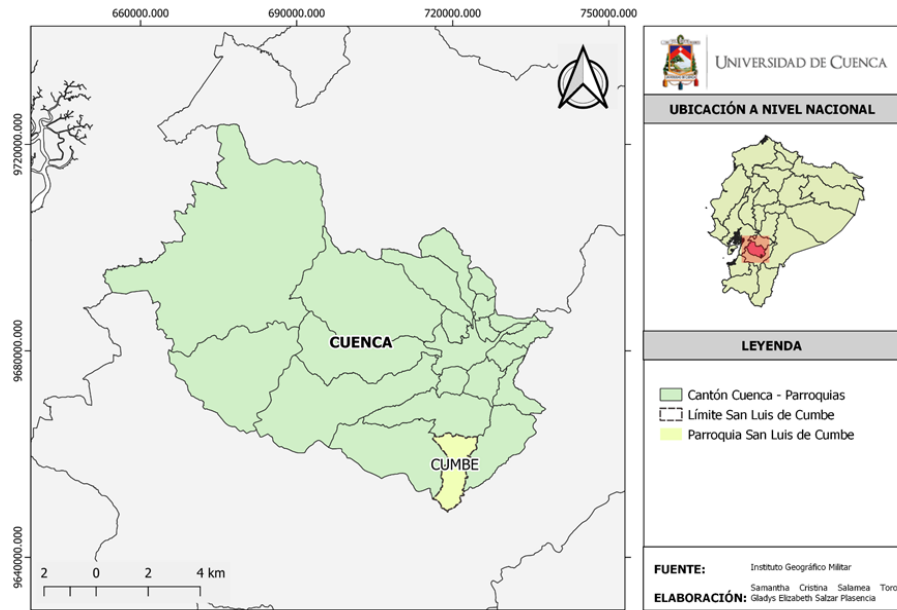 660000.000 690000.000 720000.000 750000.000
9720000.000
9680000.000
9640000.000
CUENCA
CUMBE
2 0 2 4 km
UNIVERSIDAD DE CUENCA
UBICACIÓN A NIVEL NACIONAL
LEYENDA
Cantón Cuenca - Parroquias
Límite San Luis de Cumbe
Parroquia San Luis de Cumbe
FUENTE: Instituto Geográfico Militar
ELABORACIÓN: Samantha Cristina Salamea Toro
Gladys Elizabeth Salzar Plasencia